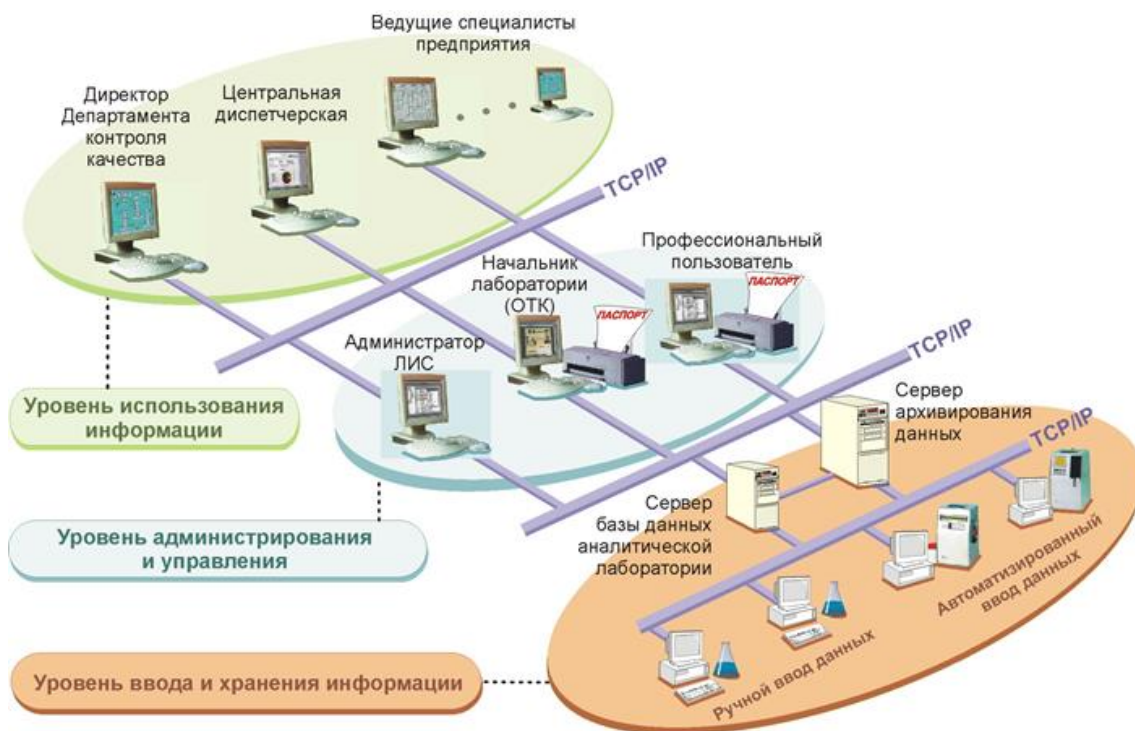 Ведущие специалисты
предприятия
Директор
Департамента
контроля
качества
Центральная
диспетчерская
TCP/IP
Профессиональный
пользователь
Начальник
лаборатории
(ОТК)
ПАСПОРТ
ПАСПОРТ
Администратор
ЛИС
TCP/IP
Уровень использования
информации
Сервер
архивирования
данных
TCP/IP
Сервер
базы данных
аналитической
лаборатории
Уровень администрирования
и управления
Автоматизированный
ввод данных
Ручной ввод данных
Уровень ввода и хранения информации